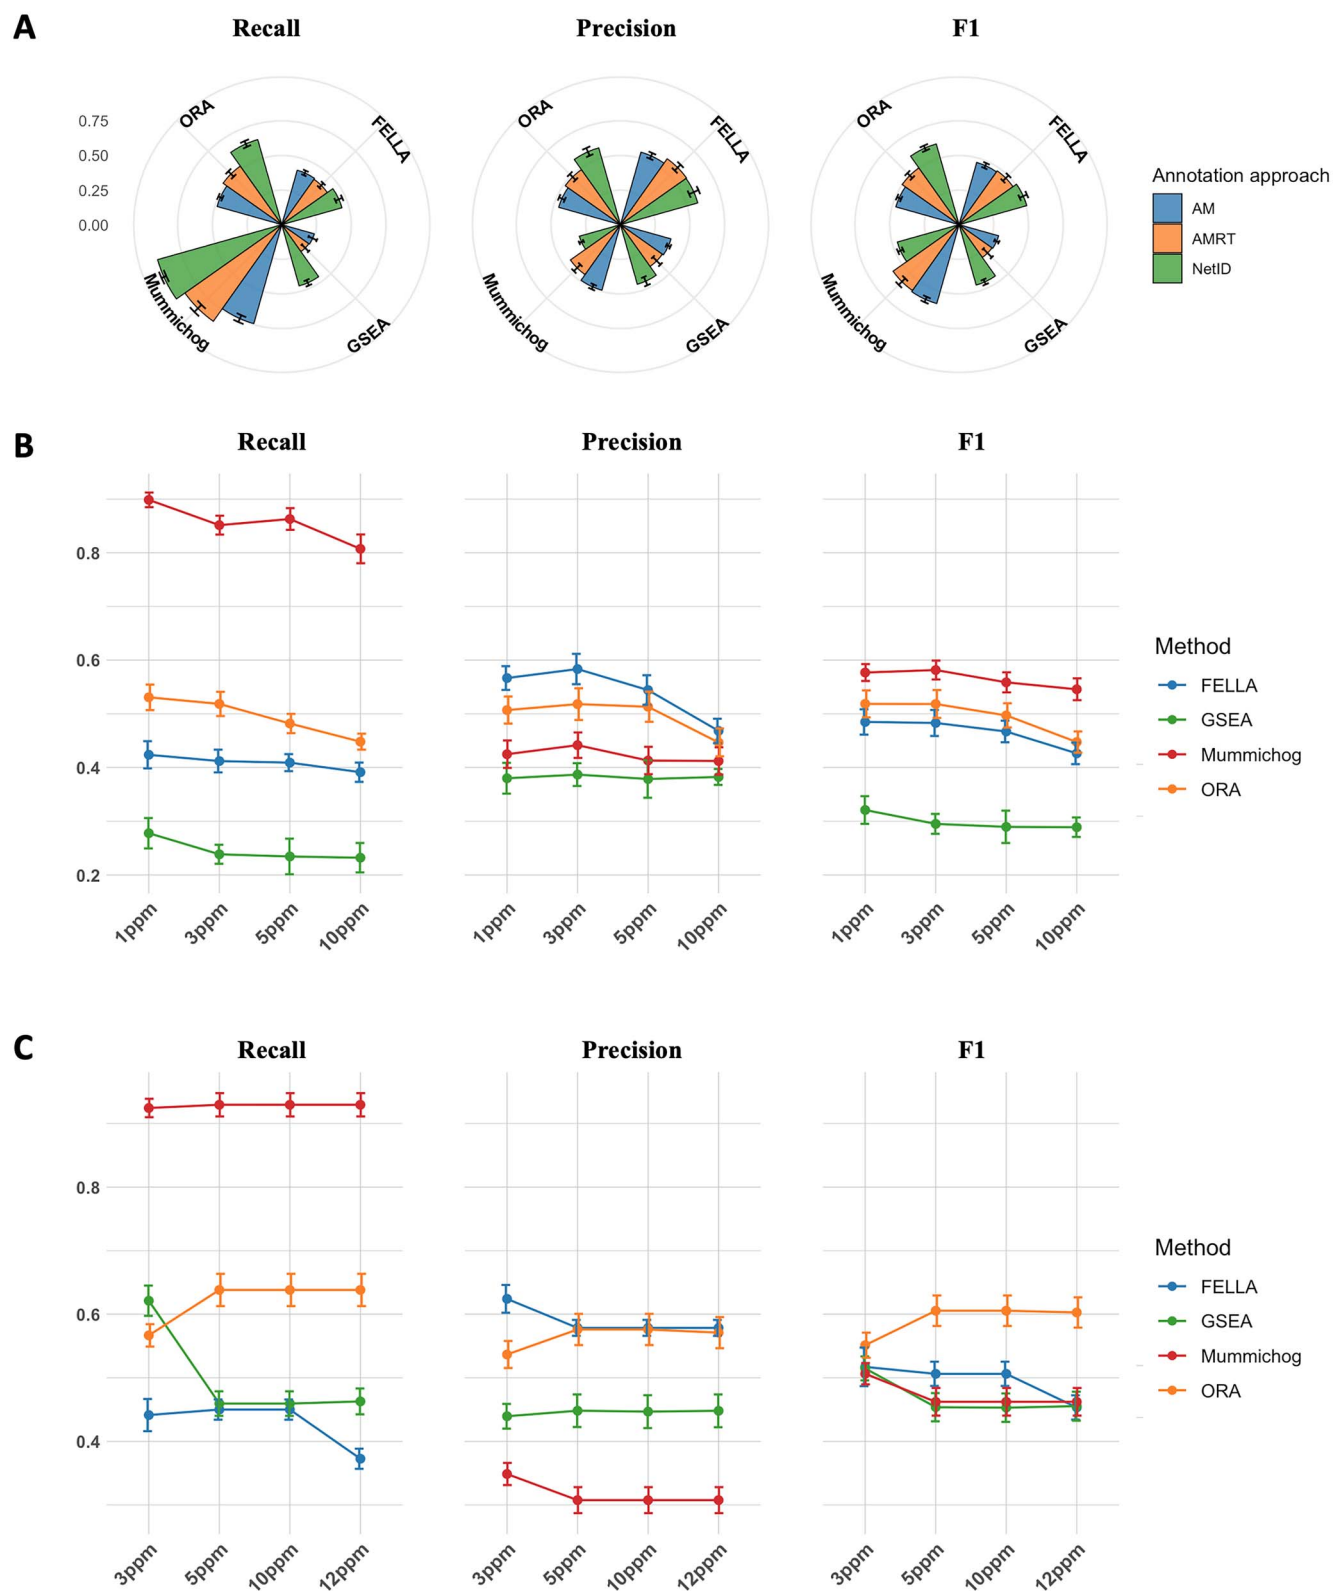 A
Recall
Precision
F1
0.75
0.50
0.25
0.00
ORA
FELLA
Mummichog
GSEA
ORA
FELLA
Mummichog
GSEA
ORA
FELLA
Mummichog
GSEA
Annotation approach
AM
AMRT
NetID
B
Recall
Precision
F1
0.8
0.6
0.4
0.2
1ppm
3ppm
5ppm
10ppm
1ppm
3ppm
5ppm
10ppm
1ppm
3ppm
5ppm
10ppm
Method
FELLA
GSEA
Mummichog
ORA
C
Recall
Precision
F1
0.8
0.6
0.4
3ppm
5ppm
10ppm
12ppm
3ppm
5ppm
10ppm
12ppm
3ppm
5ppm
10ppm
12ppm
Method
FELLA
GSEA
Mummichog
ORA